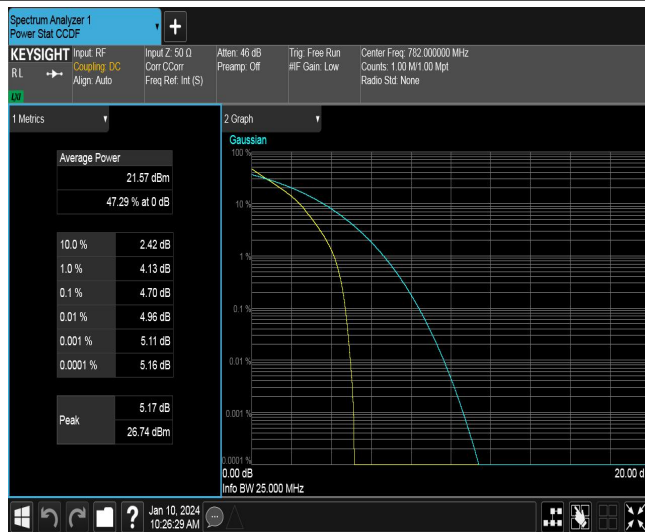 Spectrum Analyzer 1
Power Stat CCDF
+
KEYSIGHT
RL
LXI
Input: RF
Coupling: DC
Align: Auto
Input Z: 50 Ω
Corr CCorr
Freq Ref: Int (S)
Atten: 46 dB
Preamp: Off
Trig: Free Run
#IF Gain: Low
Center Freq: 782.000000 MHz
Counts: 1.00 M/1.00 Mpt
Radio Std: None
1 Metrics
Average Power
21.57 dBm
47.29 % at 0 dB
10.0 % 2.42 dB
1.0 % 4.13 dB
0.1 % 4.70 dB
0.01 % 4.96 dB
0.001 % 5.11 dB
0.0001 % 5.16 dB
Peak
5.17 dB
26.74 dBm
2 Graph
Gaussian
100 %
10 %
1 %
0.1 %
0.01 %
0.001 %
0.0001 %
0.00 dB
20.00 d
Info BW 25.000 MHz
?
Jan 10, 2024
10:26:29 AM